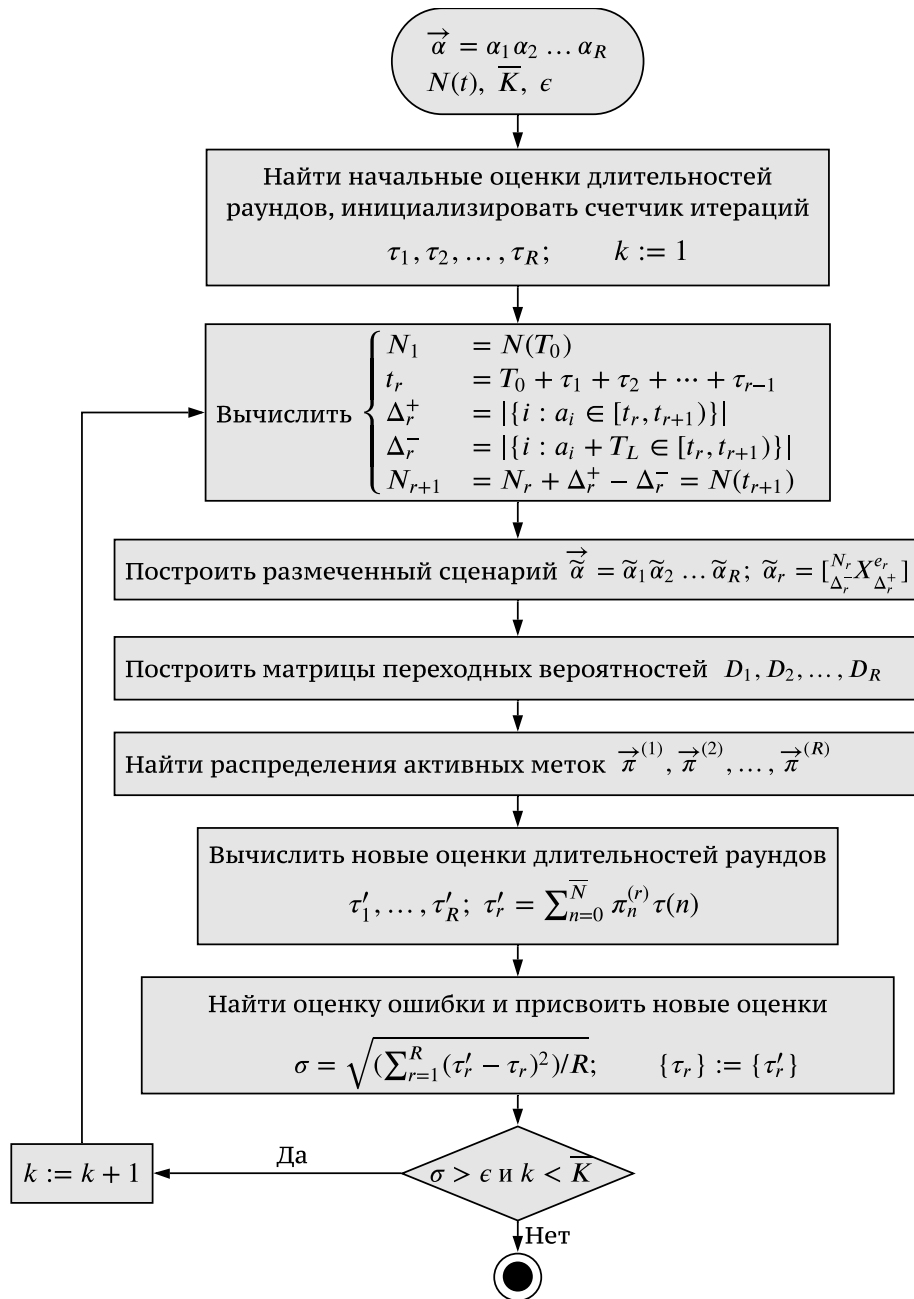 α⃗ = α₁α₂ … α_R
N(t), K̅, ϵ
Найти начальные оценки длительностей
раундов, инициализировать счетчик итераций
τ₁, τ₂, … , τ_R; k := 1
N₁ = N(T₀)
t_r = T₀ + τ₁ + τ₂ + ⋯ + τ_{r−1}
Вычислить Δ_r^+ = |{i : a_i ∈ [t_r, t_{r+1})}|
Δ_r^− = |{i : a_i + T_L ∈ [t_r, t_{r+1})}|
N_{r+1} = N_r + Δ_r^+ − Δ_r^− = N(t_{r+1})
Построить размеченный сценарий α̃⃗ = α̃₁α̃₂ … α̃_R; α̃_r = [^{N_r}_{Δ_r^−} X^{e_r}_{Δ_r^+}]
Построить матрицы переходных вероятностей D₁, D₂, … , D_R
Найти распределения активных меток π⃗^{(1)}, π⃗^{(2)}, … , π⃗^{(R)}
Вычислить новые оценки длительностей раундов
τ′₁, … , τ′_R; τ′_r = ∑_{n=0}^{N̅} π_n^{(r)} τ(n)
Найти оценку ошибки и присвоить новые оценки
σ = √(∑_{r=1}^{R}(τ′_r − τ_r)²)/R; {τ_r} := {τ′_r}
Да
k := k + 1
σ > ϵ и k < K̅
Нет